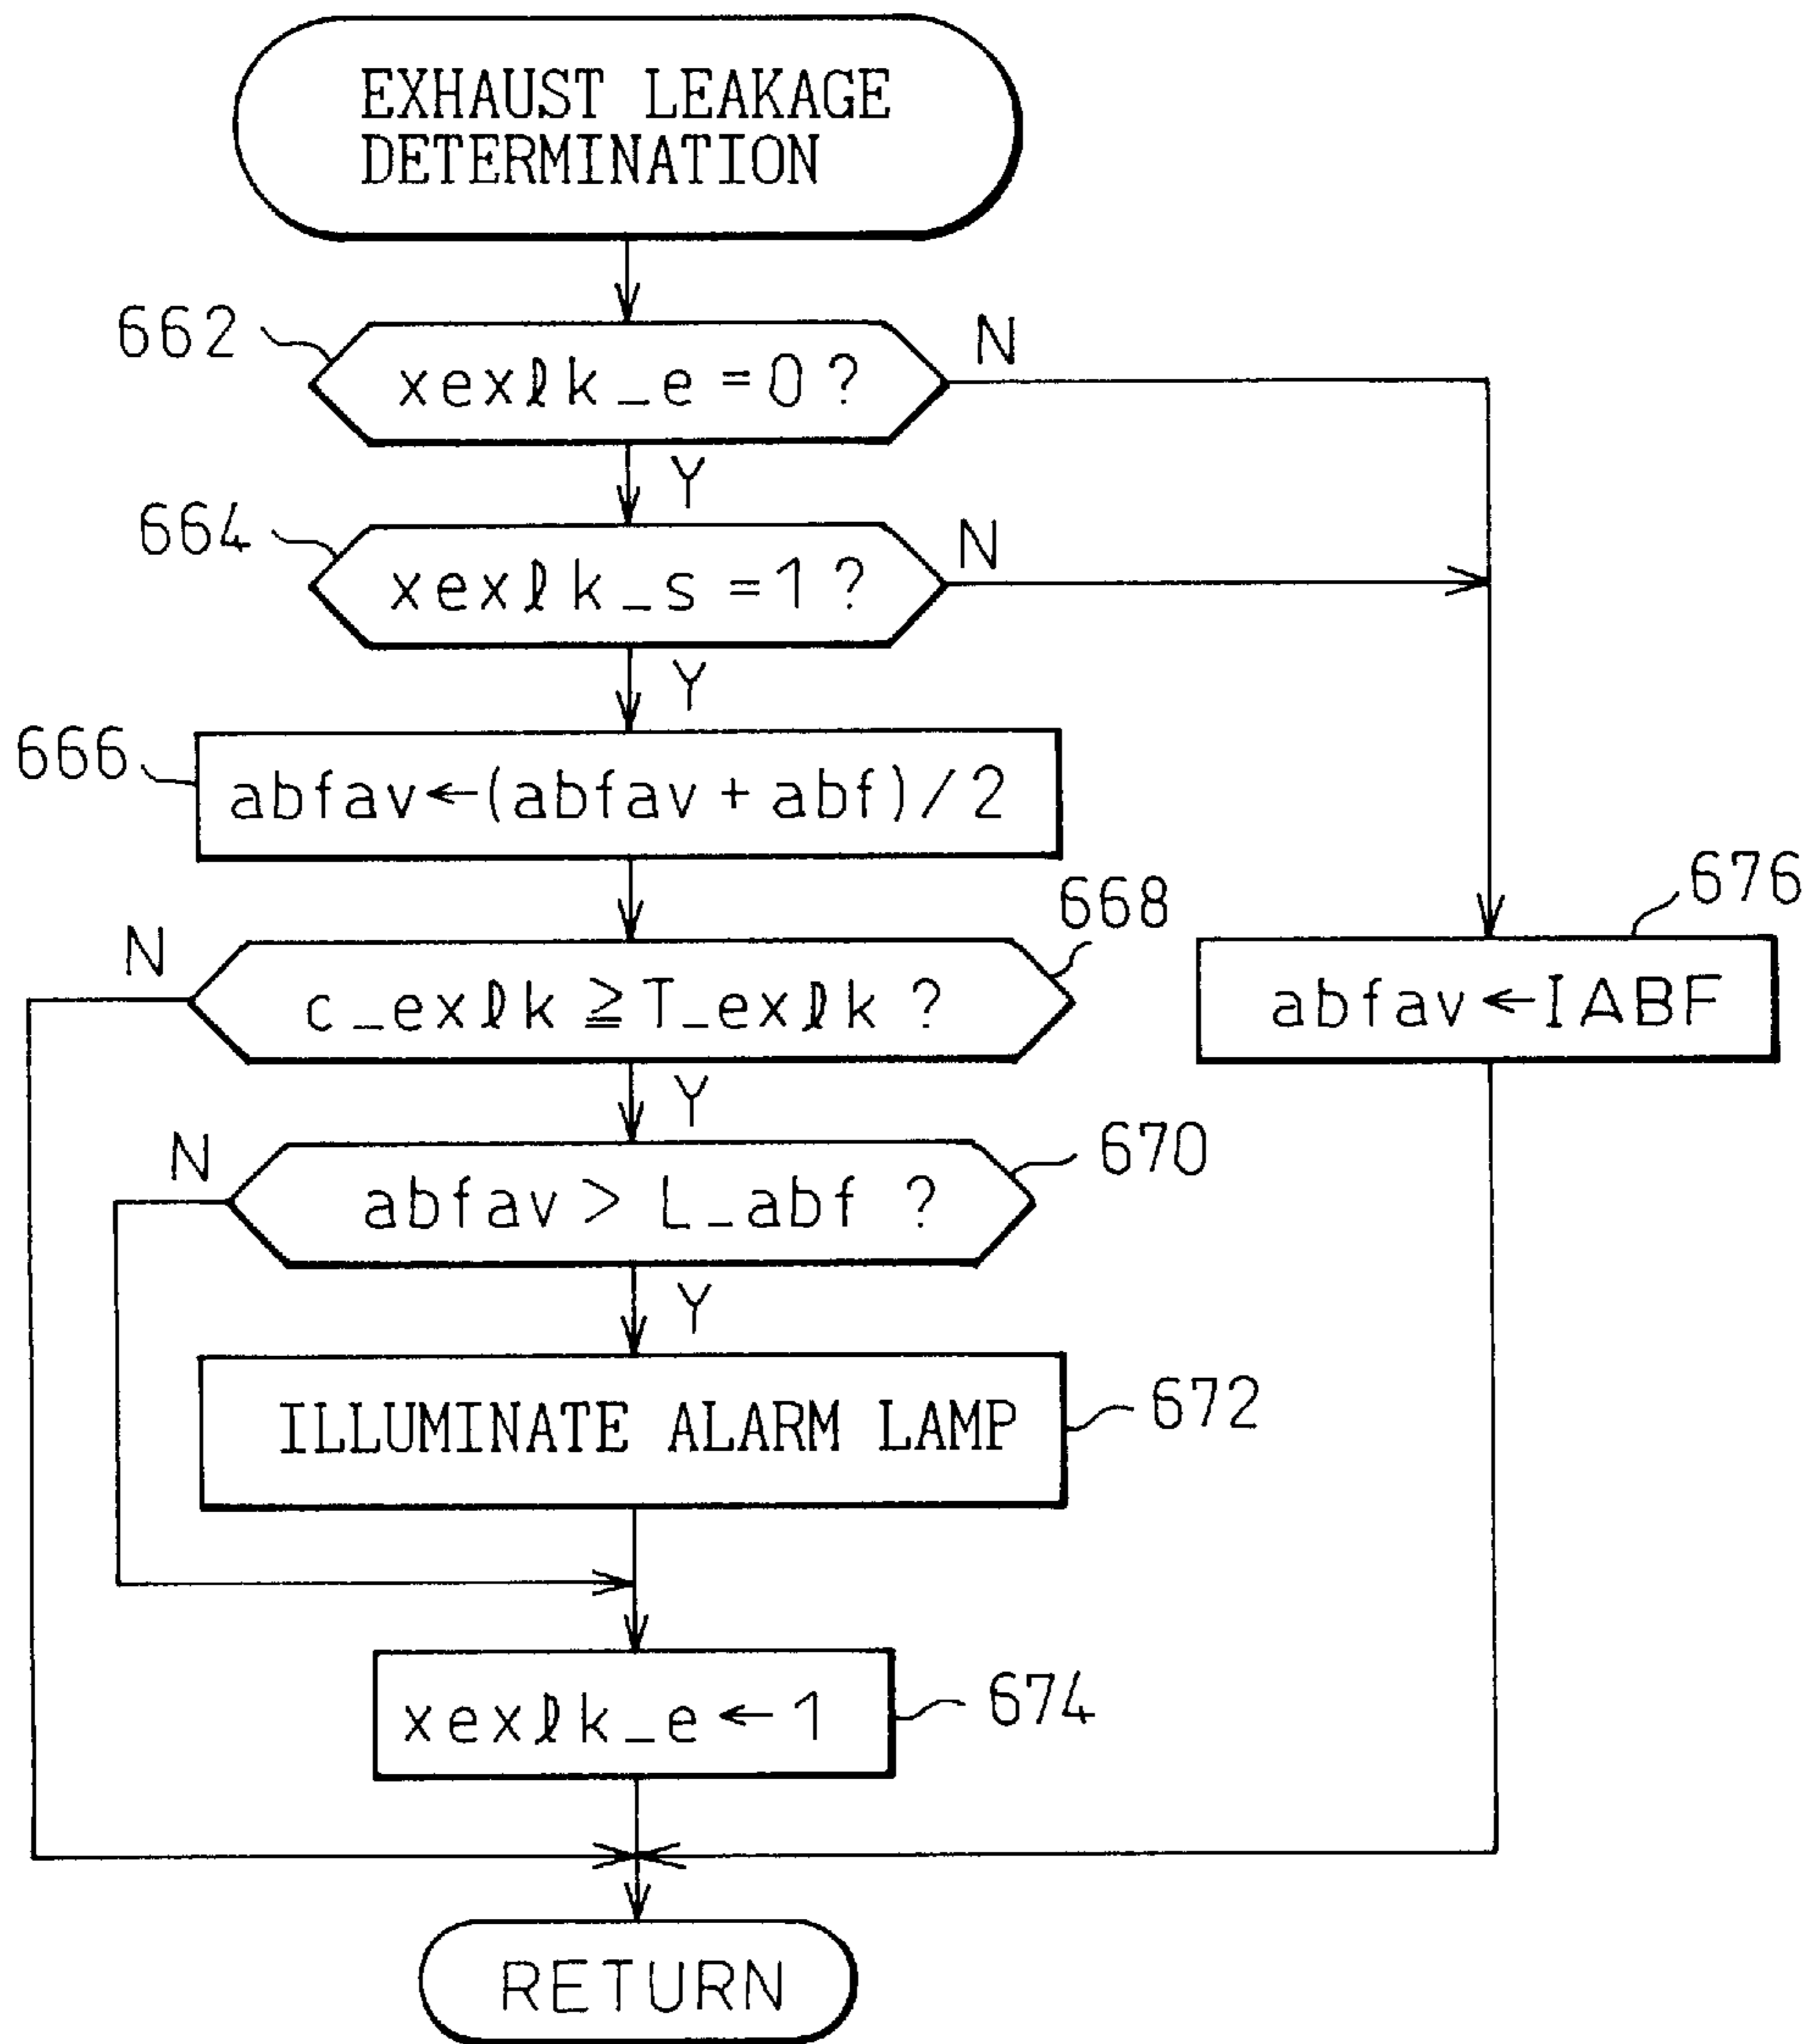 EXHAUST LEAKAGE
DETERMINATION
662
xexℓk_e=0?
N
Y
664
xexℓk_s=1?
N
Y
666
abfav←(abfav+abf)/2
668
N
c_exℓk≧T_exℓk?
676
abfav←IABF
Y
670
N
abfav>L_abf?
Y
ILLUMINATE ALARM LAMP
672
xexℓk_e←1
674
RETURN